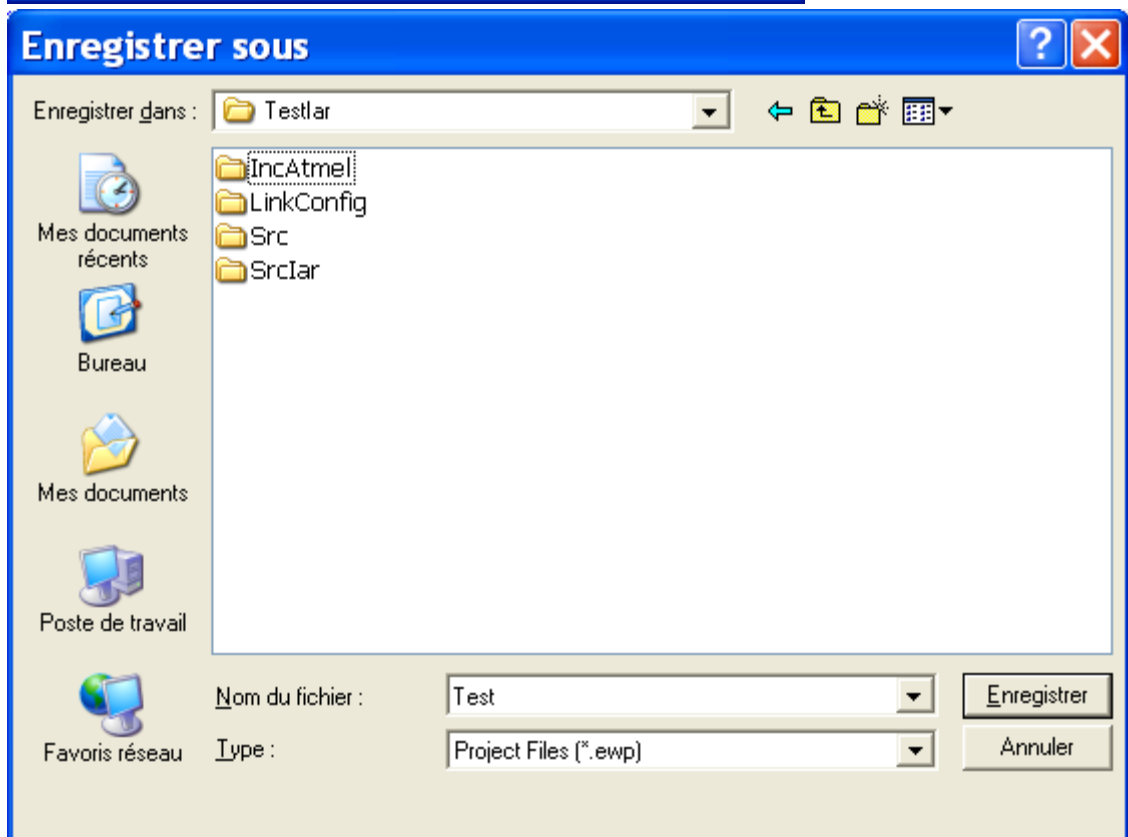 Enregistrer sous
Enregistrer dans :
TestIar
IncAtmel
LinkConfig
Src
SrcIar
Mes documents
récents
Bureau
Mes documents
Poste de travail
Favoris réseau
Nom du fichier :
Test
Enregistrer
Type :
Project Files (*.ewp)
Annuler